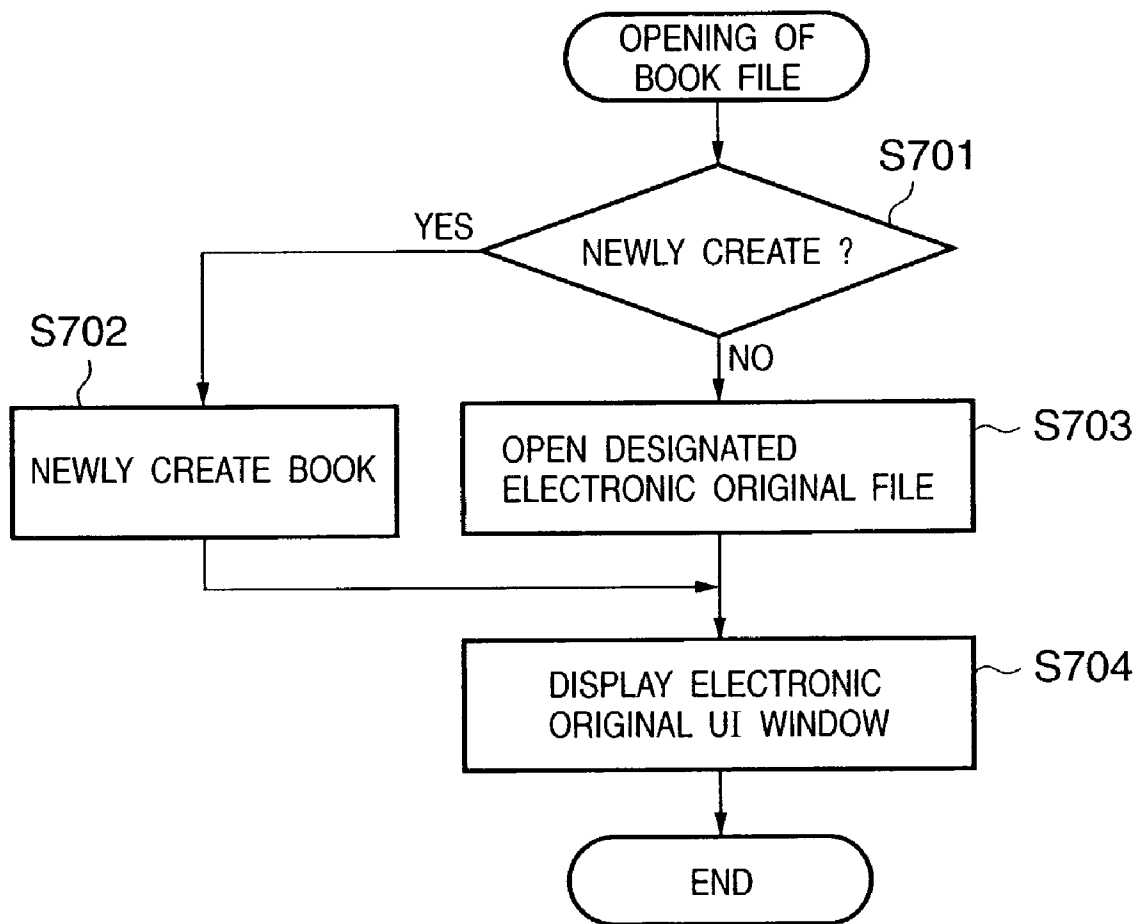 OPENING OF
BOOK FILE
S701
YES
NEWLY CREATE ?
S702
NO
NEWLY CREATE BOOK
OPEN DESIGNATED
ELECTRONIC ORIGINAL FILE
S703
DISPLAY ELECTRONIC
ORIGINAL UI WINDOW
S704
END